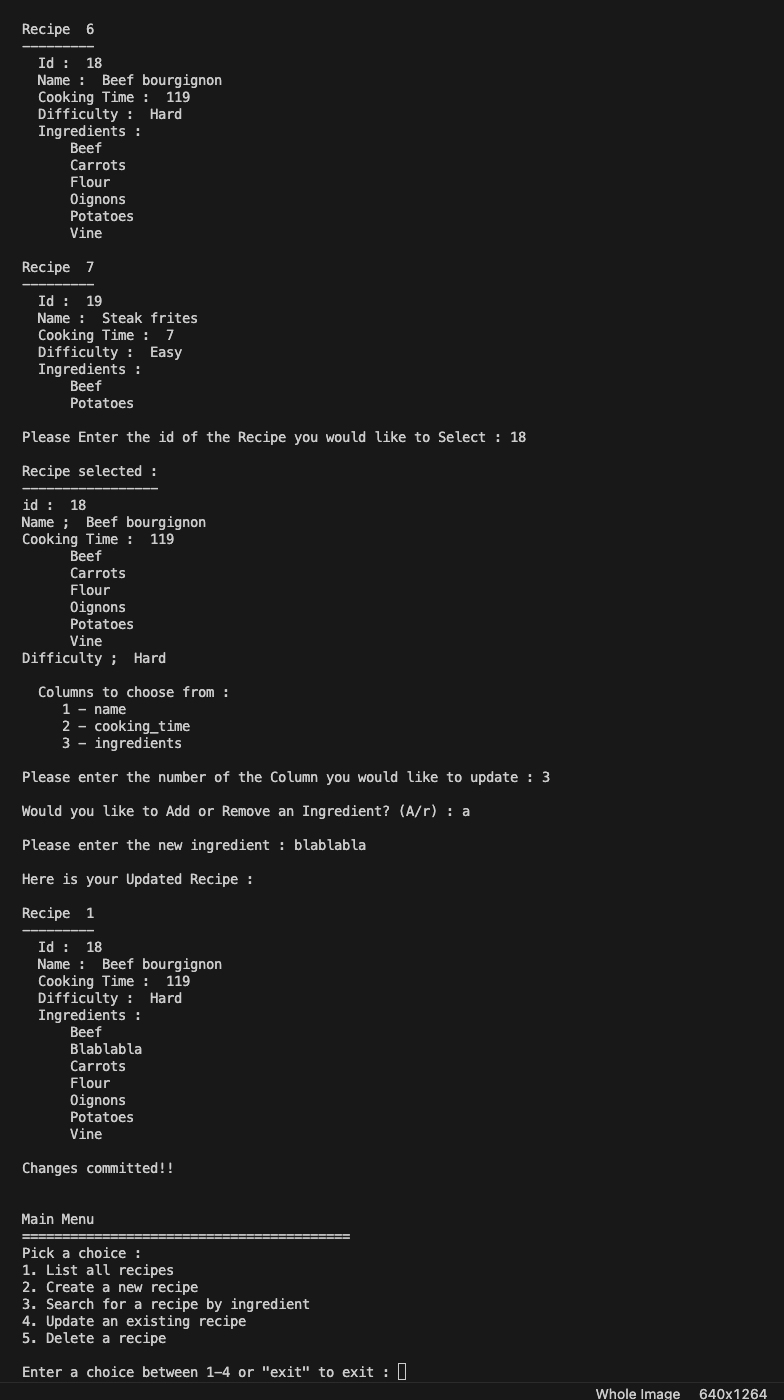 Recipe  6
---------
  Id :  18
  Name :  Beef bourgignon
  Cooking Time :  119
  Difficulty :  Hard
  Ingredients :
      Beef
      Carrots
      Flour
      Oignons
      Potatoes
      Vine
Recipe  7
---------
  Id :  19
  Name :  Steak frites
  Cooking Time :  7
  Difficulty :  Easy
  Ingredients :
      Beef
      Potatoes
Please Enter the id of the Recipe you would like to Select : 18
Recipe selected :
-----------------
id :  18
Name ;  Beef bourgignon
Cooking Time :  119
      Beef
      Carrots
      Flour
      Oignons
      Potatoes
      Vine
Difficulty ;  Hard
  Columns to choose from :
     1 - name
     2 - cooking_time
     3 - ingredients
Please enter the number of the Column you would like to update : 3
Would you like to Add or Remove an Ingredient? (A/r) : a
Please enter the new ingredient : blablabla
Here is your Updated Recipe :
Recipe  1
---------
  Id :  18
  Name :  Beef bourgignon
  Cooking Time :  119
  Difficulty :  Hard
  Ingredients :
      Beef
      Blablabla
      Carrots
      Flour
      Oignons
      Potatoes
      Vine
Changes committed!!
Main Menu
=========================================
Pick a choice :
1. List all recipes
2. Create a new recipe
3. Search for a recipe by ingredient
4. Update an existing recipe
5. Delete a recipe
Enter a choice between 1-4 or "exit" to exit :
Whole Image 640x1264